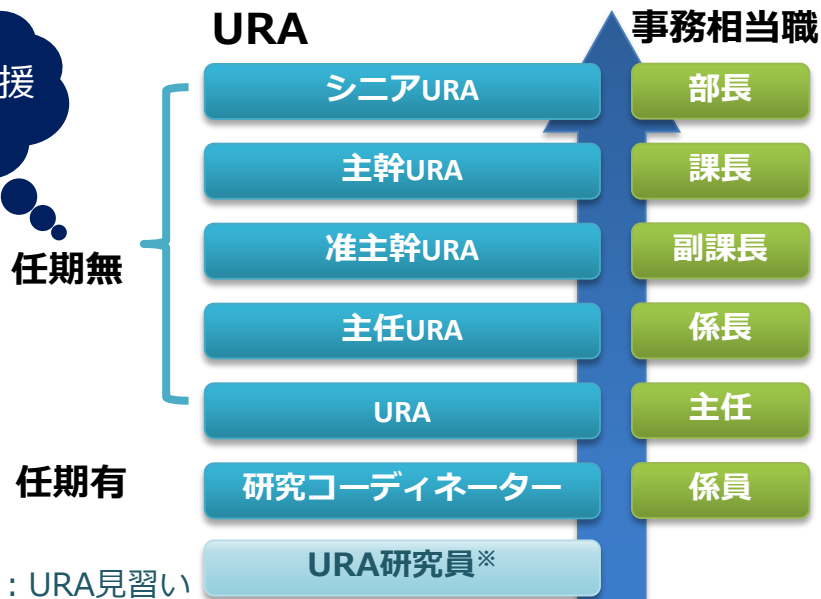 援
URA
事務相当職
シニアURA
部長
主幹URA
課長
任期無
准主幹URA
副課長
主任URA
係長
URA
主任
任期有
研究コーディネーター
係員
URA研究員※
：URA見習い